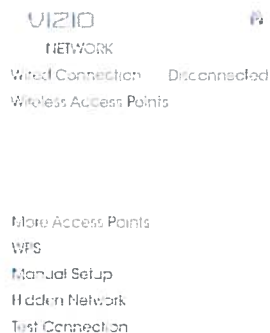 VIZIO
NETWORK
Wired Connection Disconnected
Wireless Access Points
More Access Points
WPS
Manual Setup
Hidden Network
Test Connection